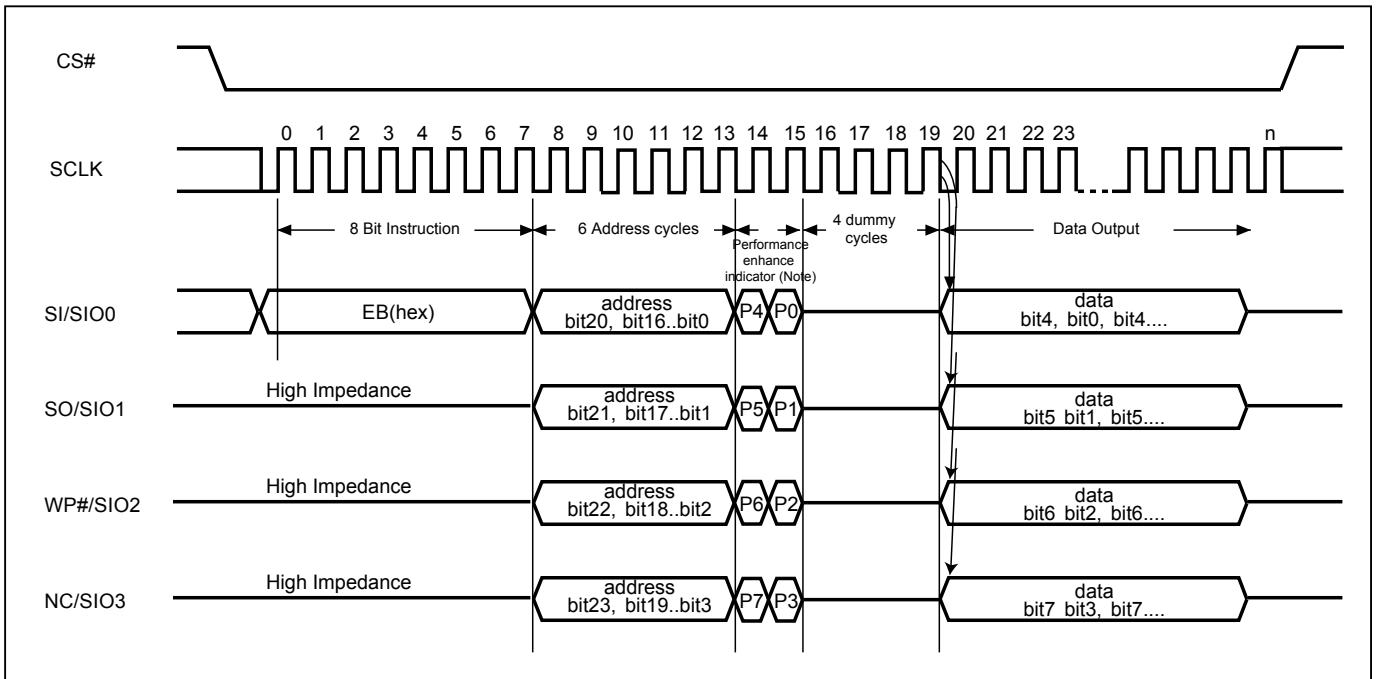 CS#
0 1 2 3 4 5 6 7 8 9 10 11 12 13 14 15 16 17 18 19 20 21 22 23 n
SCLK
8 Bit Instruction
6 Address cycles
Performance
enhance
indicator (Note)
4 dummy
cycles
Data Output
SI/SIO0
EB(hex)
address
bit20, bit16..bit0
P4 P0
data
bit4, bit0, bit4....
SO/SIO1
High Impedance
address
bit21, bit17..bit1
P5 P1
data
bit5 bit1, bit5....
WP#/SIO2
High Impedance
address
bit22, bit18..bit2
P6 P2
data
bit6 bit2, bit6....
NC/SIO3
High Impedance
address
bit23, bit19..bit3
P7 P3
data
bit7 bit3, bit7....